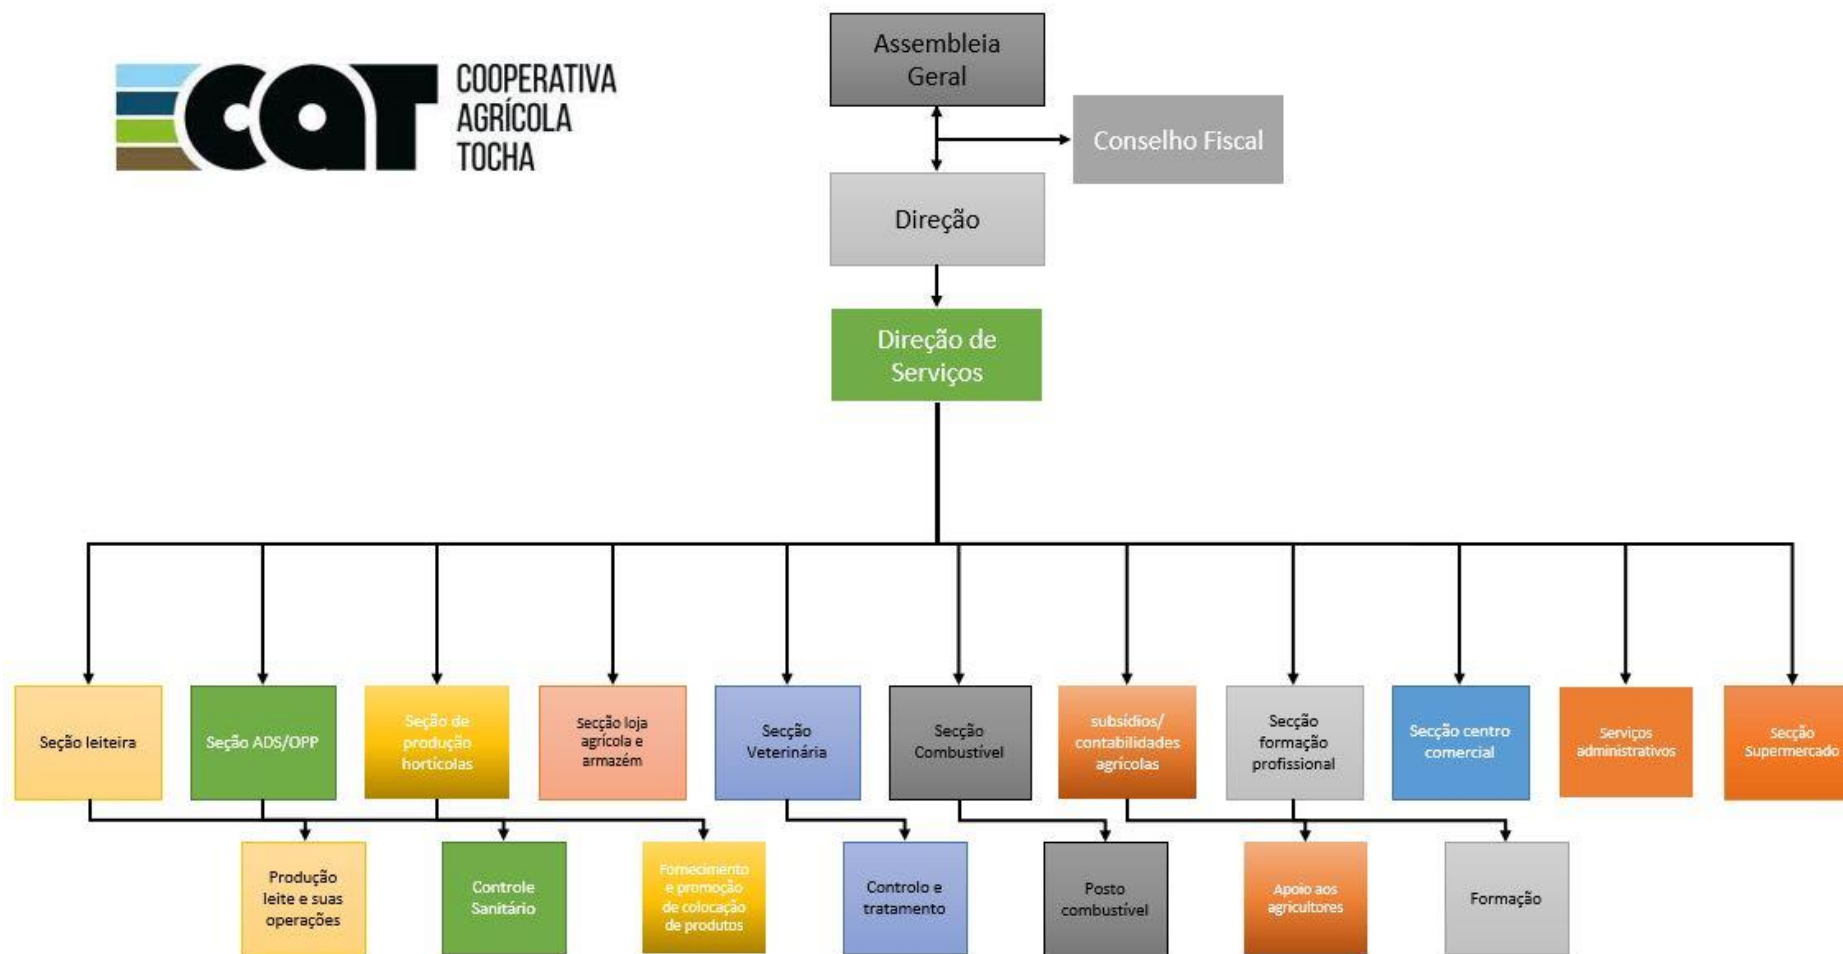 cat
COOPERATIVA
AGRÍCOLA
TOCHA
Assembleia
Geral
Conselho Fiscal
Direção
Direção de
Serviços
Seção leiteira
Seção ADS/OPP
Seção de
produção
hortícolas
Secção loja
agrícola e
armazém
Secção
Veterinária
Secção
Combustível
subsídios/
contabilidades
agrícolas
Secção
formação
profissional
Secção centro
comercial
Serviços
administrativos
Secção
Supermercado
Produção
leite e suas
operações
Controle
Sanitário
Fornecimento
e promoção
de colocação
de produtos
Controlo e
tratamento
Posto
combustível
Apoio aos
agricultores
Formação